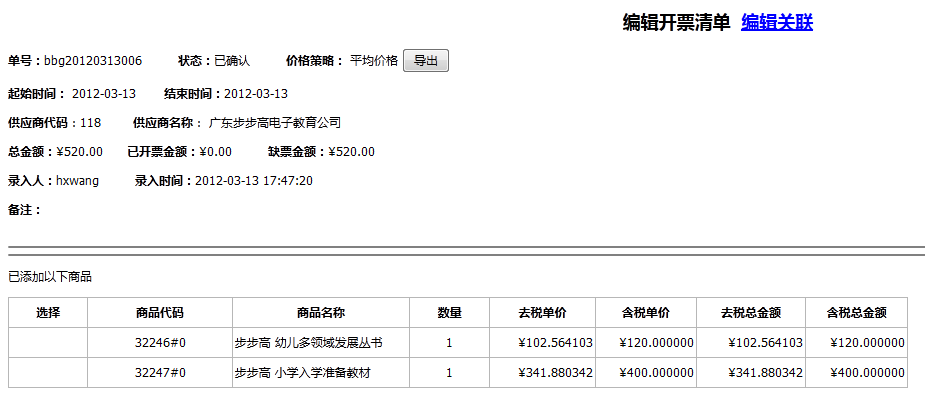 编辑开票清单 编辑关联
单号：bbg20120313006 状态：已确认 价格策略： 平均价格 导出
起始时间： 2012-03-13 结束时间：2012-03-13
供应商代码：118 供应商名称： 广东步步高电子教育公司
总金额：¥520.00 已开票金额：¥0.00 缺票金额：¥520.00
录入人：hxwang 录入时间：2012-03-13 17:47:20
备注：
已添加以下商品
选择 商品代码 商品名称 数量 去税单价 含税单价 去税总金额 含税总金额
32246#0 步步高 幼儿多领域发展丛书 1 ¥102.564103 ¥120.000000 ¥102.564103 ¥120.000000
32247#0 步步高 小学入学准备教材 1 ¥341.880342 ¥400.000000 ¥341.880342 ¥400.000000